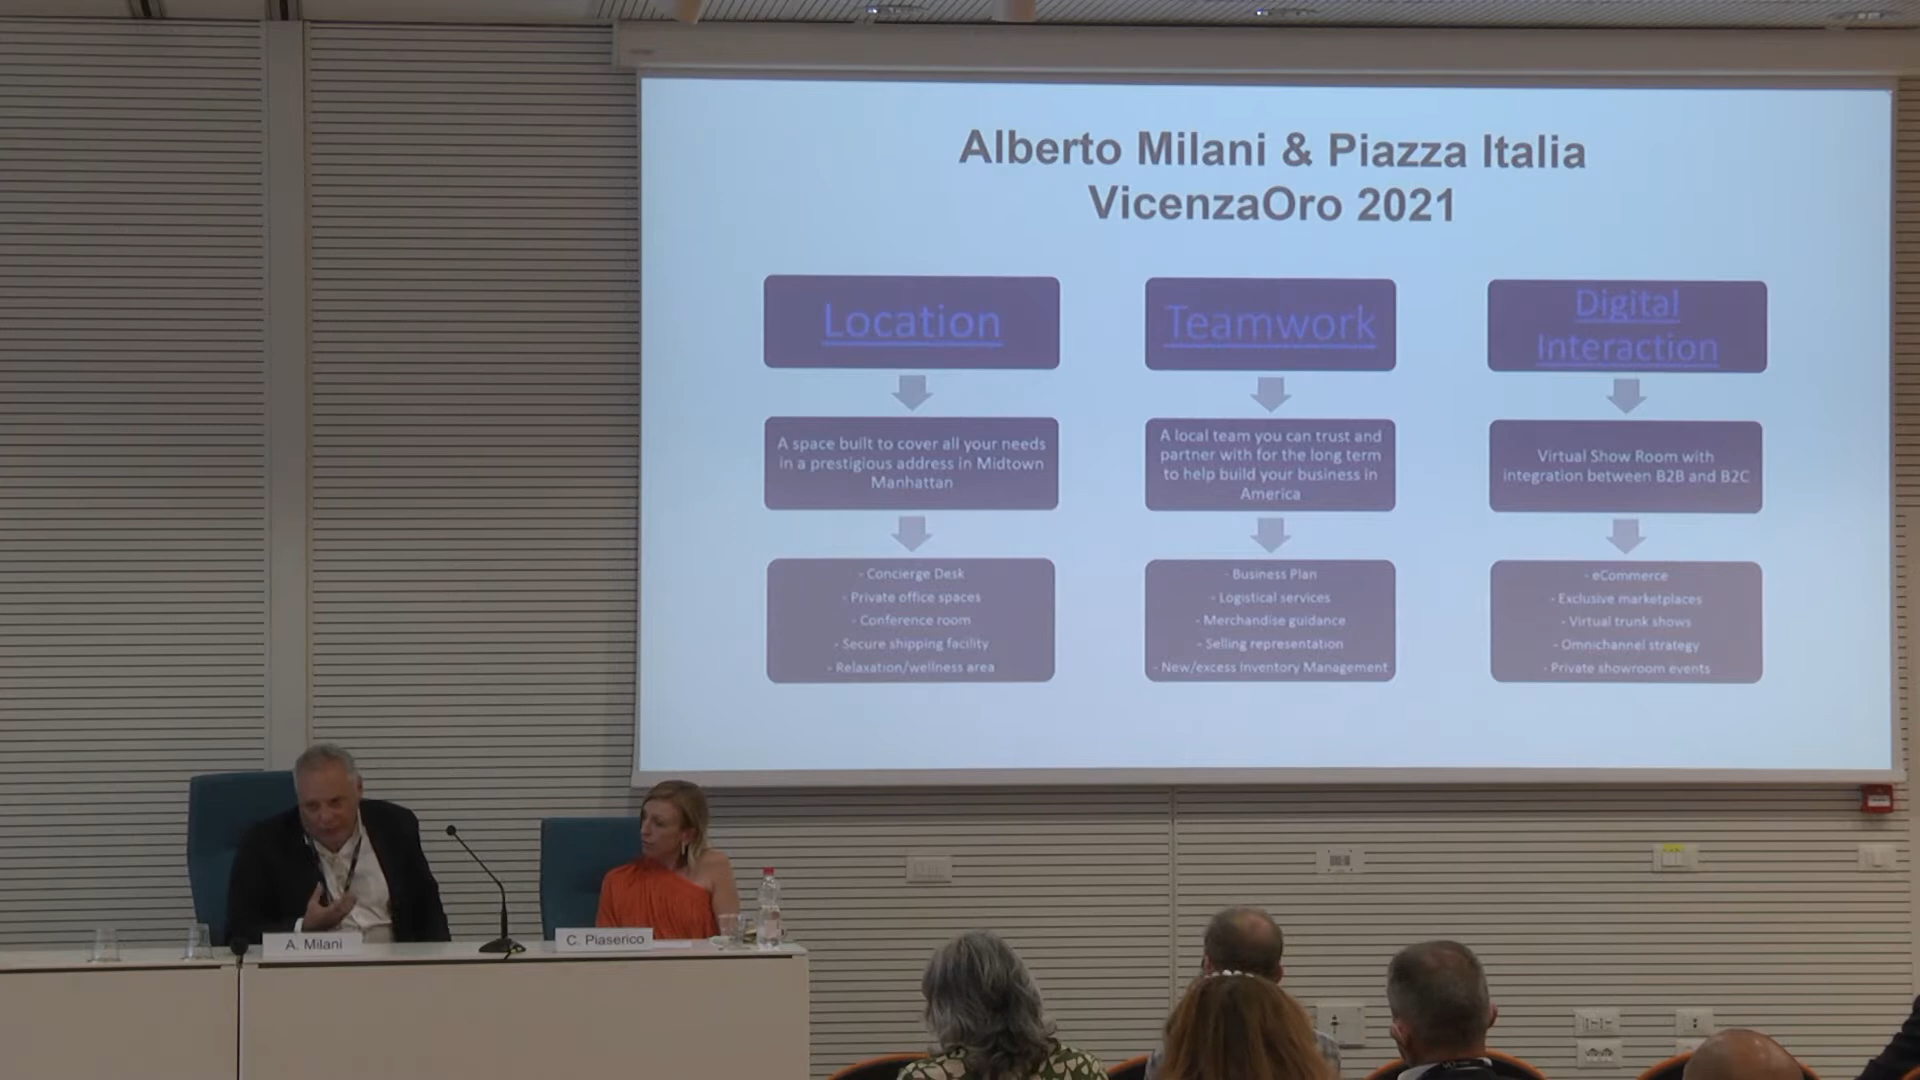 Alberto Milani & Piazza Italia
VicenzaOro 2021
Location
A space built to cover all your needs
in a prestigious address in Midtown
Manhattan
- Concierge Desk
- Private office spaces
- Conference room
- Secure shipping facility
- Relaxation/wellness area
Teamwork
A local team you can trust and
partner with for the long term
to help build your business in
America
- Business Plan
- Logistical services
- Merchandise guidance
- Selling representation
- New/excess Inventory Management
Digital
Interaction
Virtual Show Room with
integration between B2B and B2C
- eCommerce
- Exclusive marketplaces
- Virtual trunk shows
- Omnichannel strategy
- Private showroom events
A. Milani
C. Piaserico